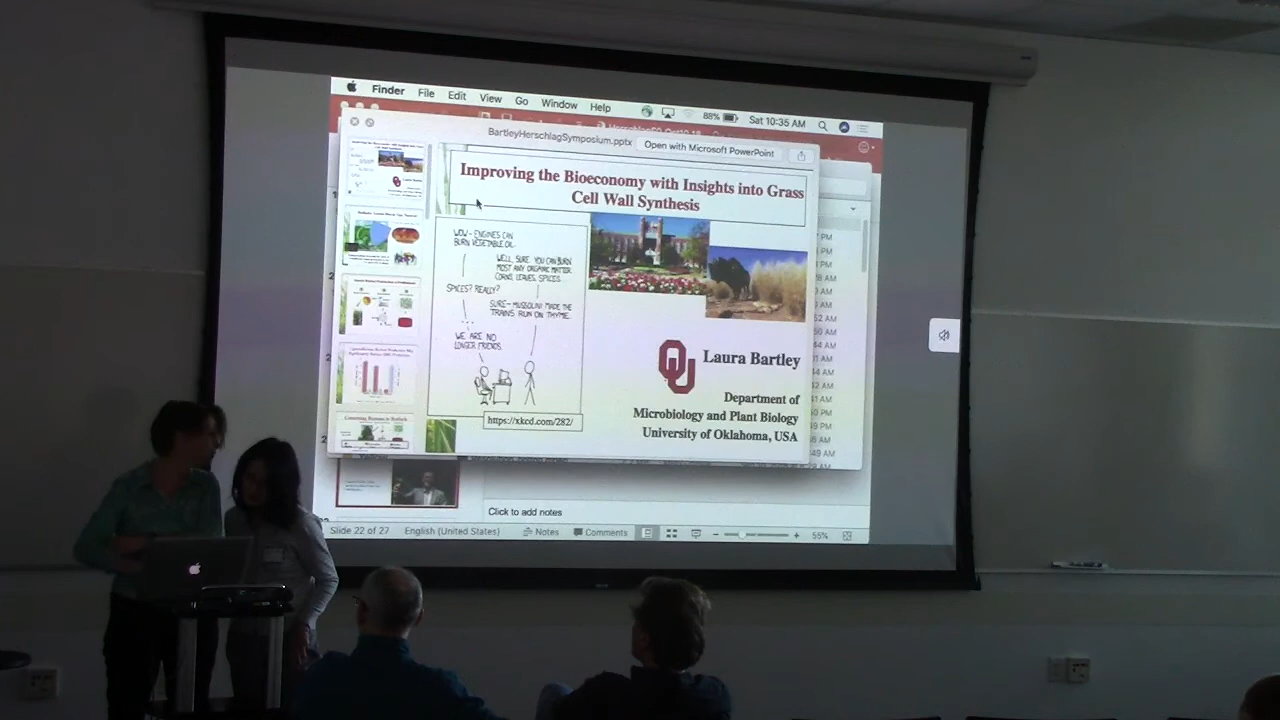 Finder File Edit View Go Window Help 88% Sat 10:35 AM
BartleyHerschlagSymposium.pptx Open with Microsoft PowerPoint
Improving the Bioeconomy with Insights into Grass
Cell Wall Synthesis
WOW- ENGINES CAN
BURN VEGETABLE OIL.
WELL, SURE. YOU CAN BURN
MOST ANY ORGANIC MATTER.
CORNS, LEAVES, SPICES.
SPICES? REALLY?
SURE- MUSSOLINI MADE THE
TRAINS RUN ON THYME.
WE ARE NO
LONGER FRIENDS.
https://xkcd.com/282/
OU Laura Bartley
Department of
Microbiology and Plant Biology
University of Oklahoma, USA
Click to add notes
Slide 22 of 27 English (United States) Notes Comments 55%